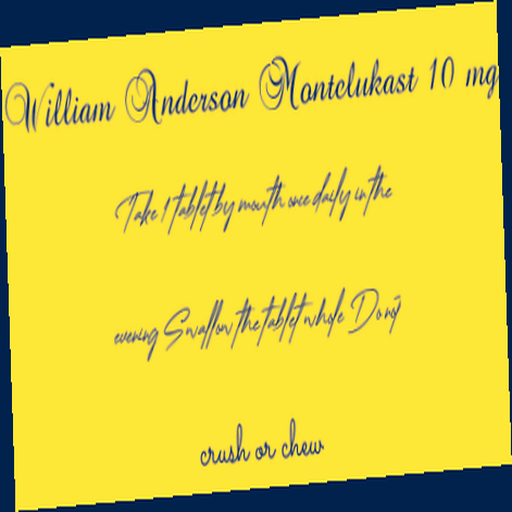 William Anderson Montelukast 10 mg
Take 1 tablet by mouth once daily in the
evening Swallow the tablet whole Do not
crush or chew